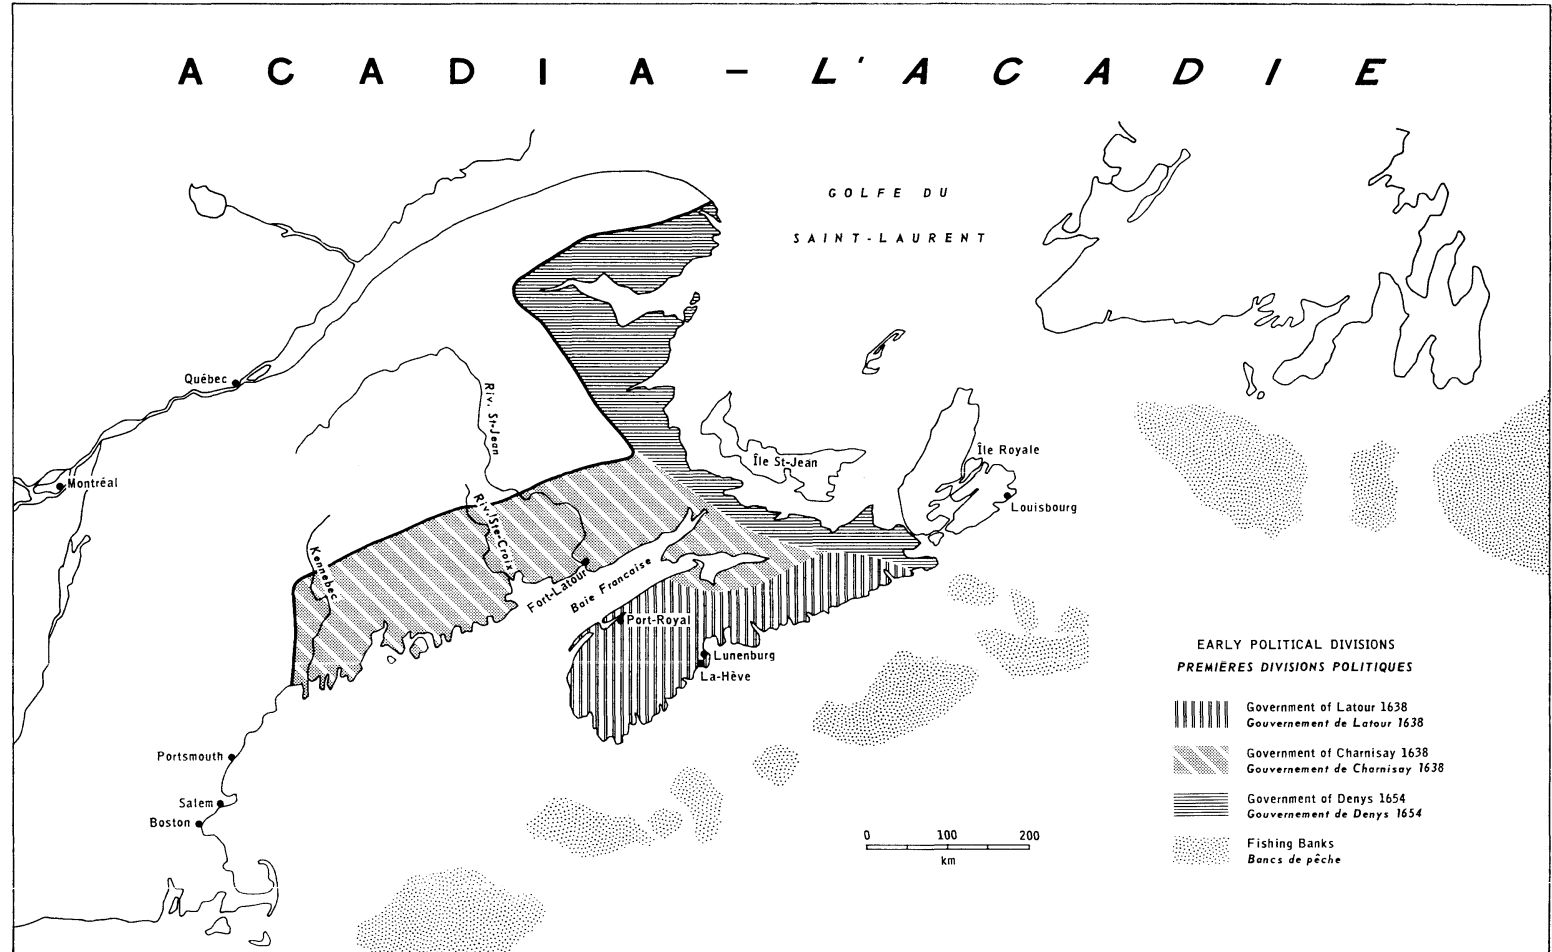 ACADIA - L'ACADIE
GOLFE DU
SAINT-LAURENT
Québec
Riv. St-Jean
Montréal
Île St-Jean
Île Royale
Louisbourg
Riv. Ste-Croix
Kennebec
Fort-Latour
Baie Francaise
Port-Royal
Lunenburg
La-Hève
Portsmouth
Salem
Boston
0 100 200
km
EARLY POLITICAL DIVISIONS
PREMIÈRES DIVISIONS POLITIQUES
Government of Latour 1638
Gouvernement de Latour 1638
Government of Charnisay 1638
Gouvernement de Charnisay 1638
Government of Denys 1654
Gouvernement de Denys 1654
Fishing Banks
Bancs de pêche